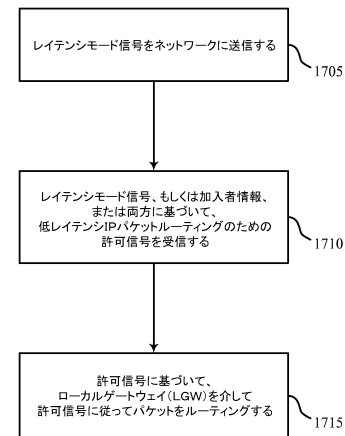 レイテンシモード信号をネットワークに送信する
1705
レイテンシモード信号、もしくは加入者情報、
または両方に基づいて、
低レイテンシIPパケットルーティングのための
許可信号を受信する
1710
許可信号に基づいて、
ローカルゲートウェイ(LGW)を介して
許可信号に従ってパケットをルーティングする
1715